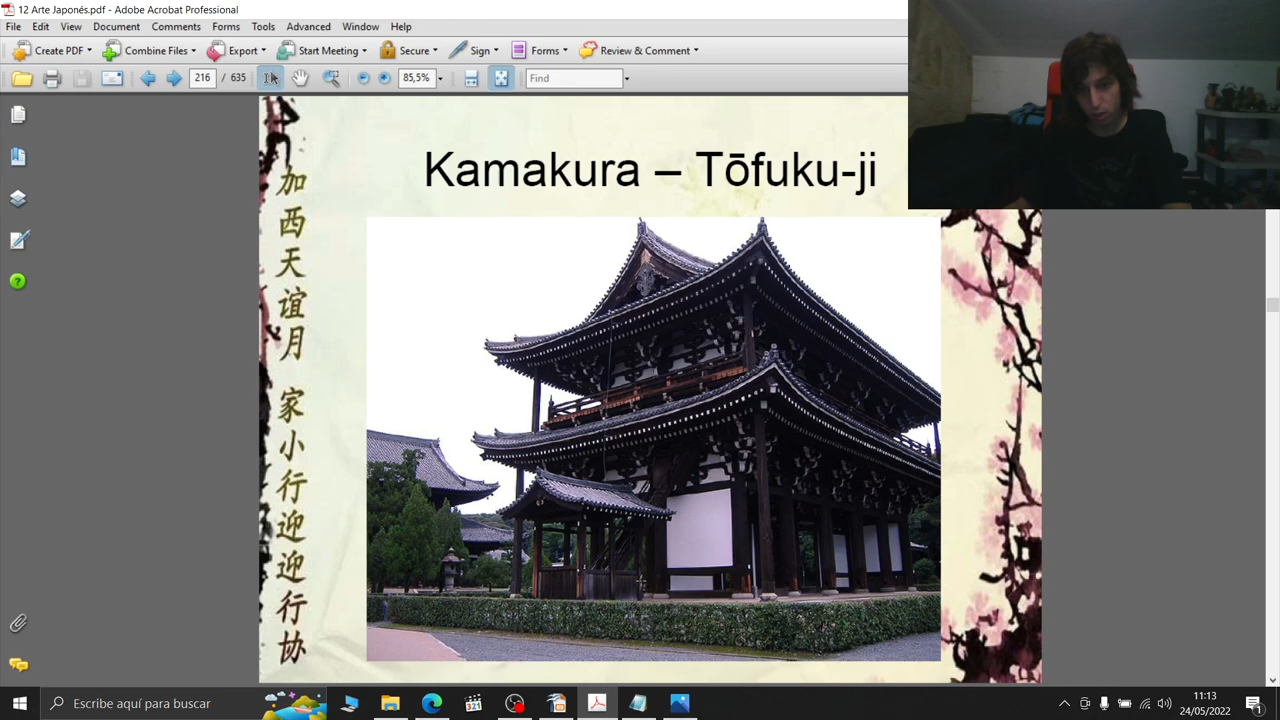 12 Arte Japonés.pdf - Adobe Acrobat Professional
File Edit View Document Comments Forms Tools Advanced Window Help
Create PDF Combine Files Export Start Meeting Secure Sign Forms Review & Comment
216 / 635 85,5% Find
Kamakura – Tōfuku-ji
加
西
天
谊
月
家
小
行
迎
迎
行
协
Escribe aquí para buscar
321
11:13
24/05/2022
1